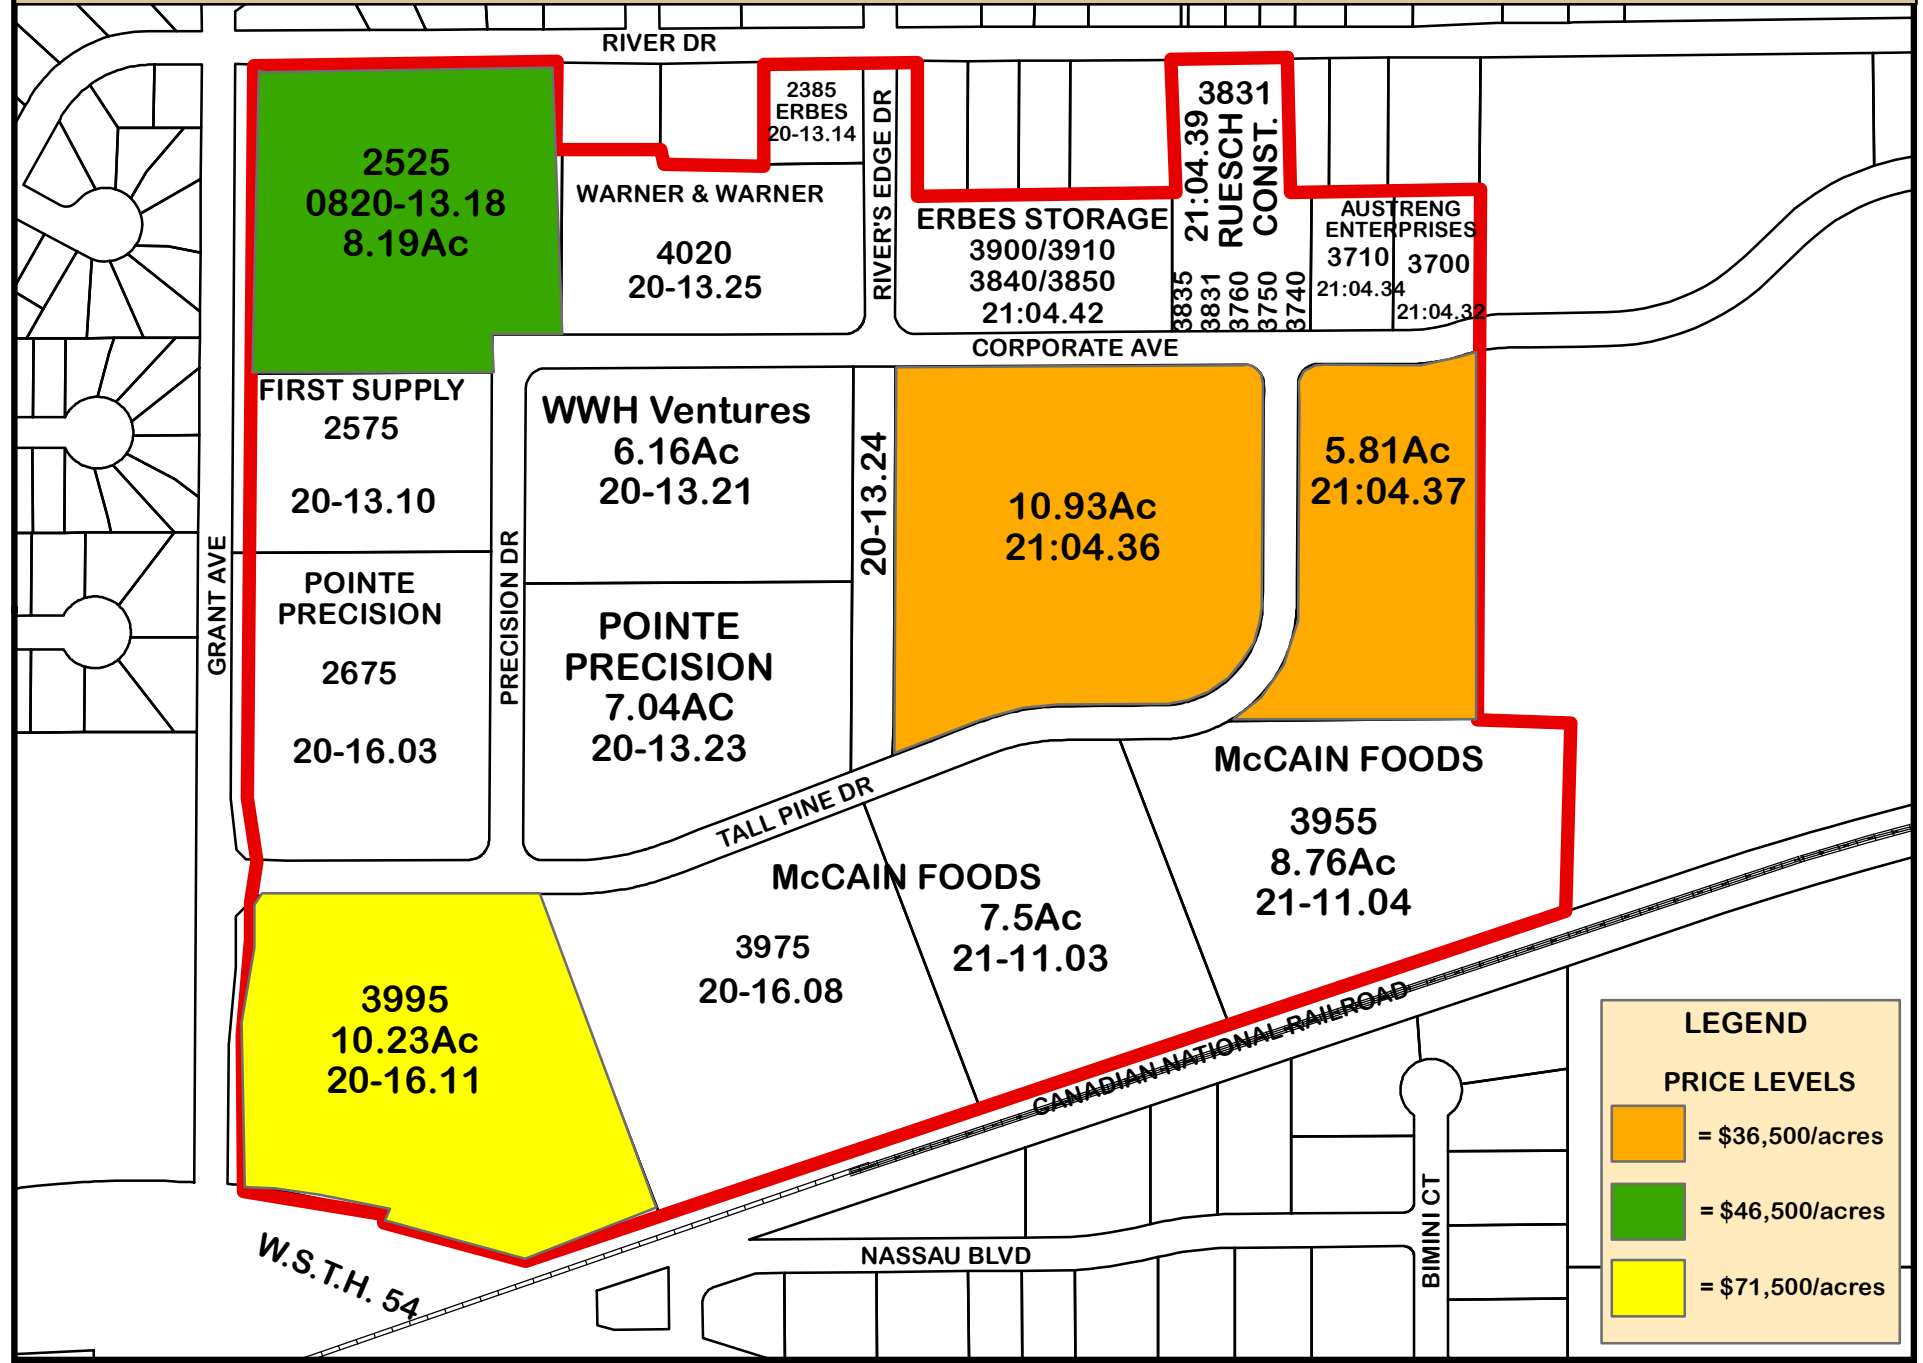 RIVER DR
2525
0820-13.18
8.19Ac
2385
ERBES
20-13.14
WARNER & WARNER
4020
20-13.25
RIVER'S EDGE DR
ERBES STORAGE
3900/3910
3840/3850
21:04.42
3831
21:04.39
RUESCH
CONST.
3835
3831
3760
3750
3740
AUSTRENG
ENTERPRISES
3710
21:04.34
3700
21:04.32
CORPORATE AVE
FIRST SUPPLY
2575
20-13.10
WWH Ventures
6.16Ac
20-13.21
20-13.24
10.93Ac
21:04.36
5.81Ac
21:04.37
GRANT AVE
POINTE
PRECISION
2675
20-16.03
PRECISION DR
POINTE
PRECISION
7.04AC
20-13.23
TALL PINE DR
McCAIN FOODS
3955
8.76Ac
21-11.04
McCAIN FOODS
3975
20-16.08
7.5Ac
21-11.03
3995
10.23Ac
20-16.11
CANADIAN NATIONAL RAILROAD
W.S.T.H. 54
NASSAU BLVD
BIMINI CT
LEGEND
PRICE LEVELS
= $36,500/acres
= $46,500/acres
= $71,500/acres